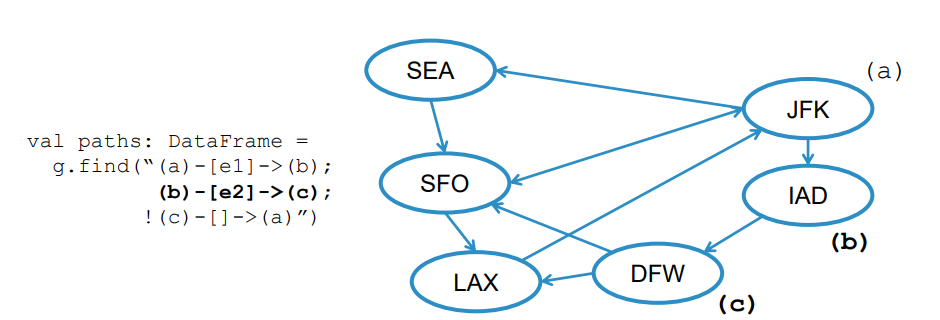 val paths: DataFrame =
g.find(“(a)-[e1]->(b);
(b)-[e2]->(c);
!(c)-[]->(a)”)
SEA
(a)
JFK
SFO
IAD
(b)
LAX
DFW
(c)